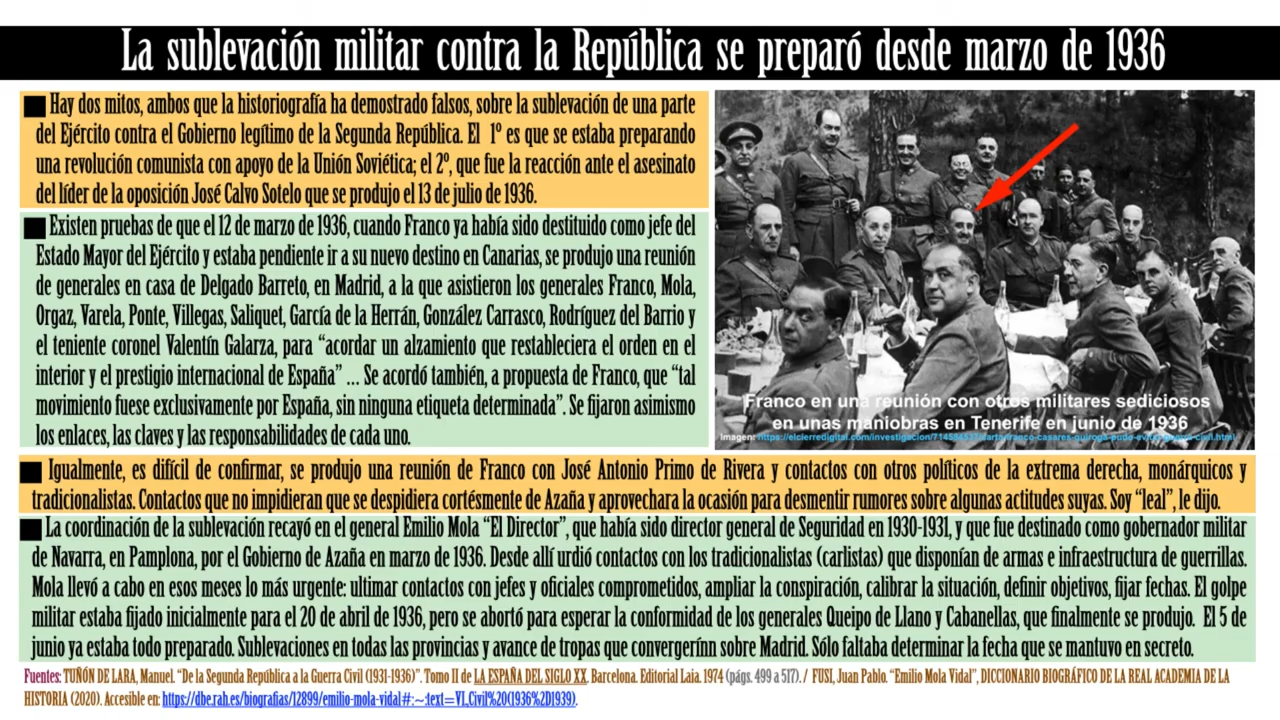 La sublevación militar contra la República se preparó desde marzo de 1936
Hay dos mitos, ambos que la historiografía ha demostrado falsos, sobre la sublevación de una parte
del Ejército contra el Gobierno legítimo de la Segunda República. El 1º es que se estaba preparando
una revolución comunista con apoyo de la Unión Soviética; el 2º, que fue la reacción ante el asesinato
del líder de la oposición José Calvo Sotelo que se produjo el 13 de julio de 1936.
Existen pruebas de que el 12 de marzo de 1936, cuando Franco ya había sido destituido como jefe del
Estado Mayor del Ejército y estaba pendiente ir a su nuevo destino en Canarias, se produjo una reunión
de generales en casa de Delgado Barreto, en Madrid, a la que asistieron los generales Franco, Mola,
Orgaz, Varela, Ponte, Villegas, Saliquet, García de la Herrán, González Carrasco, Rodríguez del Barrio y
el teniente coronel Valentín Galarza, para “acordar un alzamiento que restableciera el orden en el
interior y el prestigio internacional de España” ... Se acordó también, a propuesta de Franco, que “tal
movimiento fuese exclusivamente por España, sin ninguna etiqueta determinada”. Se fijaron asimismo
los enlaces, las claves y las responsabilidades de cada uno.
Franco en una reunión con otros militares sediciosos
en unas maniobras en Tenerife en junio de 1936
Imagen:
Igualmente, es difícil de confirmar, se produjo una reunión de Franco con José Antonio Primo de Rivera y contactos con otros políticos de la extrema derecha, monárquicos y
tradicionalistas. Contactos que no impidieran que se despidiera cortésmente de Azaña y aprovechara la ocasión para desmentir rumores sobre algunas actitudes suyas. Soy “leal”, le dijo.
La coordinación de la sublevación recayó en el general Emilio Mola “El Director”, que había sido director general de Seguridad en 1930-1931, y que fue destinado como gobernador militar
de Navarra, en Pamplona, por el Gobierno de Azaña en marzo de 1936. Desde allí urdió contactos con los tradicionalistas (carlistas) que disponían de armas e infraestructura de guerrillas.
Mola llevó a cabo en esos meses lo más urgente: ultimar contactos con jefes y oficiales comprometidos, ampliar la conspiración, calibrar la situación, definir objetivos, fijar fechas. El golpe
militar estaba fijado inicialmente para el 20 de abril de 1936, pero se abortó para esperar la conformidad de los generales Queipo de Llano y Cabanellas, que finalmente se produjo. El 5 de
junio ya estaba todo preparado. Sublevaciones en todas las provincias y avance de tropas que convergerínn sobre Madrid. Sólo faltaba determinar la fecha que se mantuvo en secreto.
Fuentes: TUÑÓN DE LARA, Manuel. “De la Segunda República a la Guerra Civil (1931-1936)”. Tomo II de LA ESPAÑA DEL SIGLO XX. Barcelona. Editorial Laia. 1974 (págs. 499 a 517). / FUSI, Juan Pablo. “Emilio Mola Vidal”, DICCIONARIO BIOGRÁFICO DE LA REAL ACADEMIA DE LA
HISTORIA (2020). Accesible en: https://dbe.rah.es/biografias/12899/emilio-mola-vidal#:~:text=VI.,Civil%20(1936%2D1939).